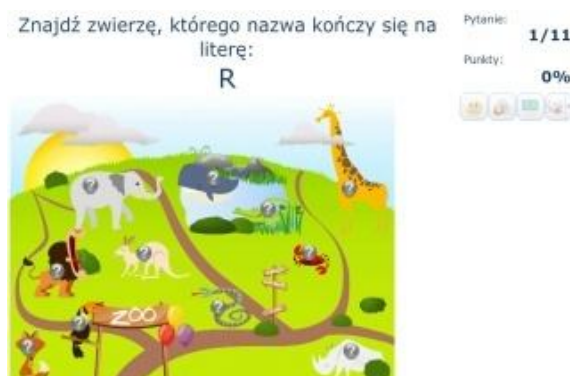 Znajdź zwierzę, którego nazwa kończy się na
literę:
R
Pytanie:
1/11
Punkty:
0%
?
?
?
?
?
?
?
?
?
?
ZOO
?
?